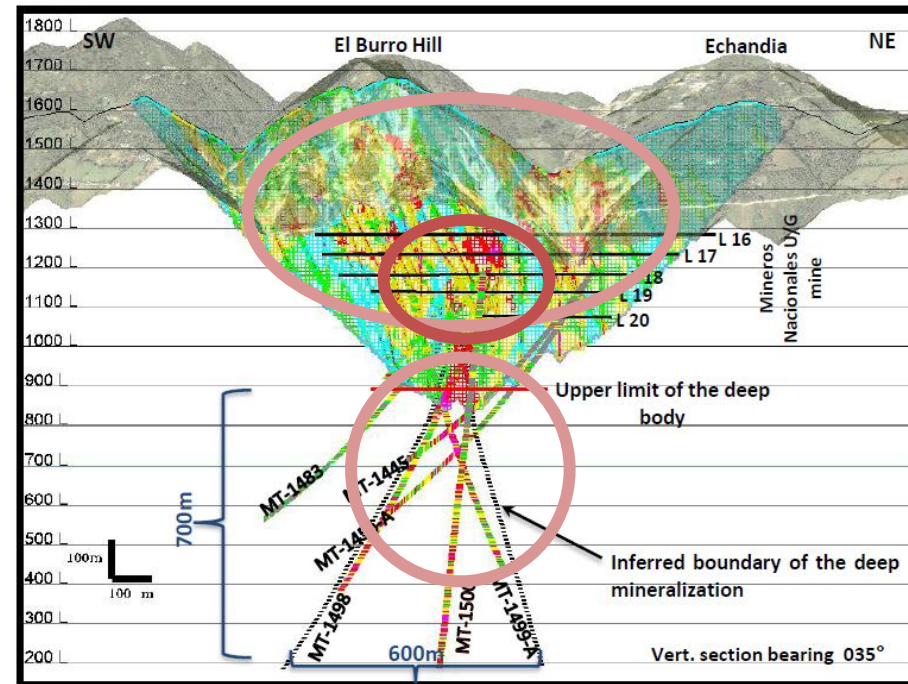 1800 L
SW
El Burro Hill
Echandia
NE
1700 L
1600 L
1500 L
1400 L
1300 L
L 16
1200 L
L 17
18
1100 L
L 19
L 20
Mineros
Nacionales U/G
mine
1000 L
900 L
Upper limit of the deep
body
800 L
700 L
MT-1483
MT-1445
600 L
700m
500 L
100m
100 m
Inferred boundary of the deep
mineralization
400 L
300 L
MT-1498
MT-1499-A
200 L
600m
Vert. section bearing 035°